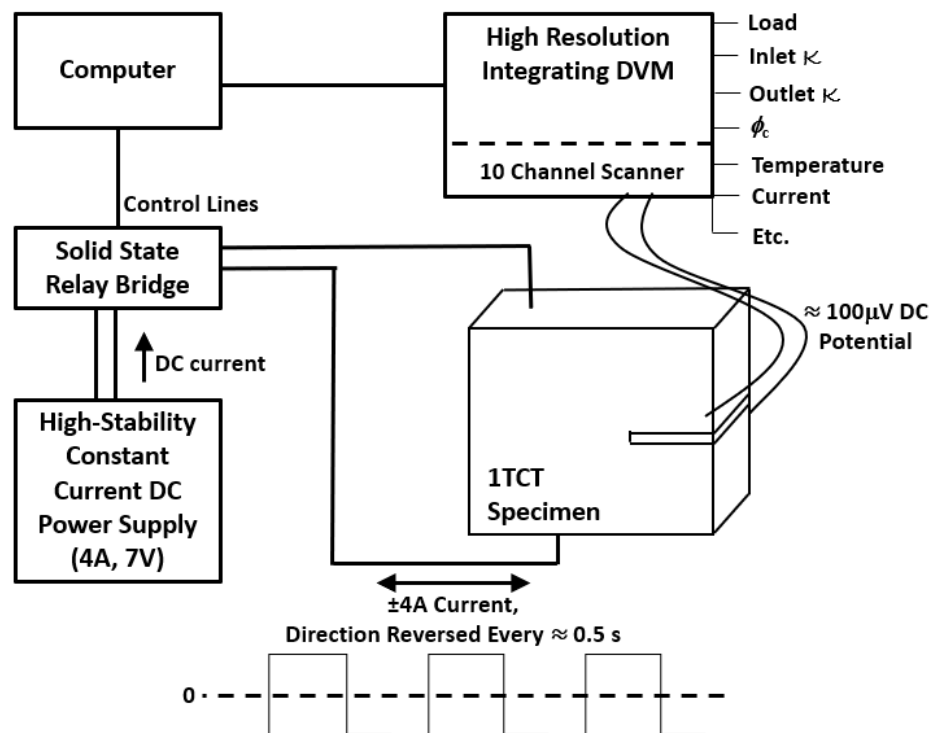 Computer
High Resolution
Integrating DVM
10 Channel Scanner
Load
Inlet κ
Outlet κ
ϕc
Temperature
Current
Etc.
Control Lines
Solid State
Relay Bridge
DC current
High-Stability
Constant
Current DC
Power Supply
(4A, 7V)
≈ 100μV DC
Potential
1TCT
Specimen
±4A Current,
Direction Reversed Every ≈ 0.5 s
0